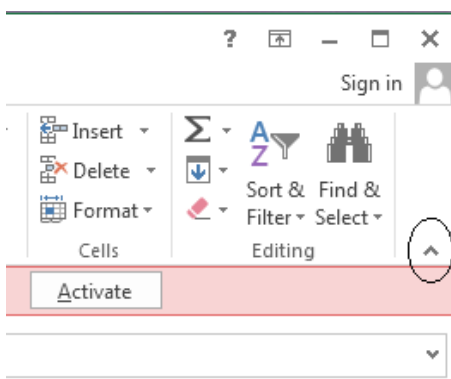 ?
Sign in
Insert
Delete
Format
Cells
Σ
A
Z
Sort &
Filter
Find &
Select
Editing
Activate